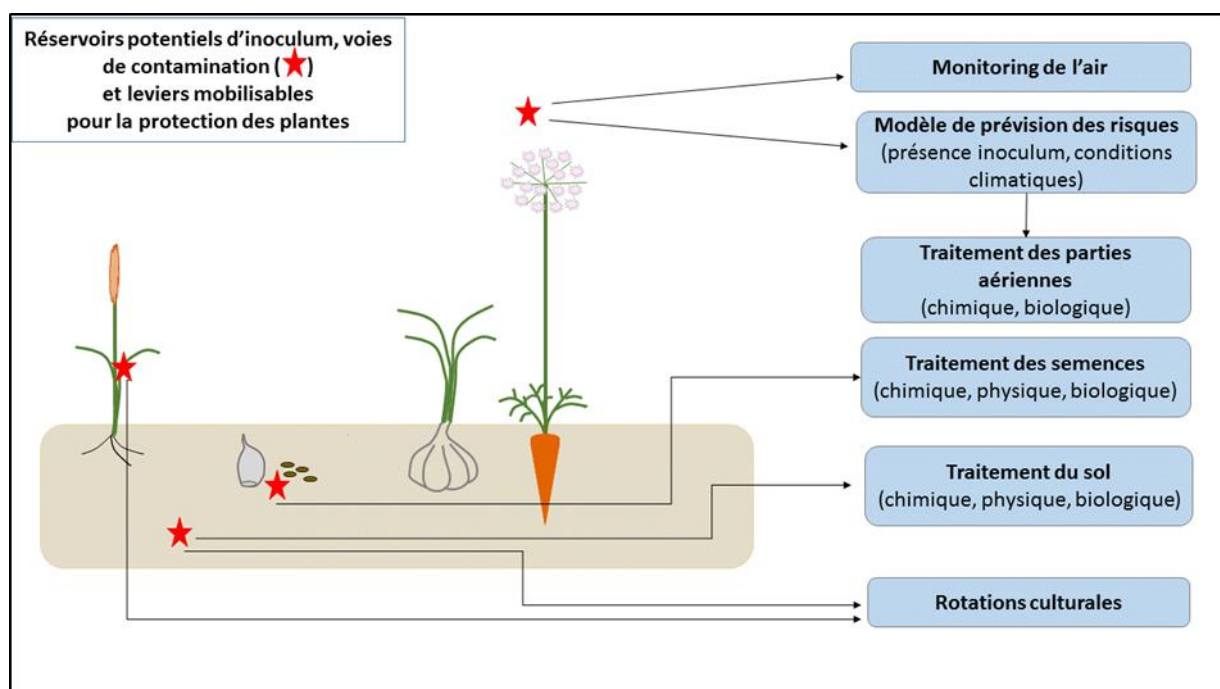 Réservoirs potentiels d’inoculum, voies
de contamination (★)
et leviers mobilisables
pour la protection des plantes
Monitoring de l’air
Modèle de prévision des risques
(présence inoculum, conditions
climatiques)
Traitement des parties
aériennes
(chimique, biologique)
Traitement des semences
(chimique, physique, biologique)
Traitement du sol
(chimique, physique, biologique)
Rotations culturales